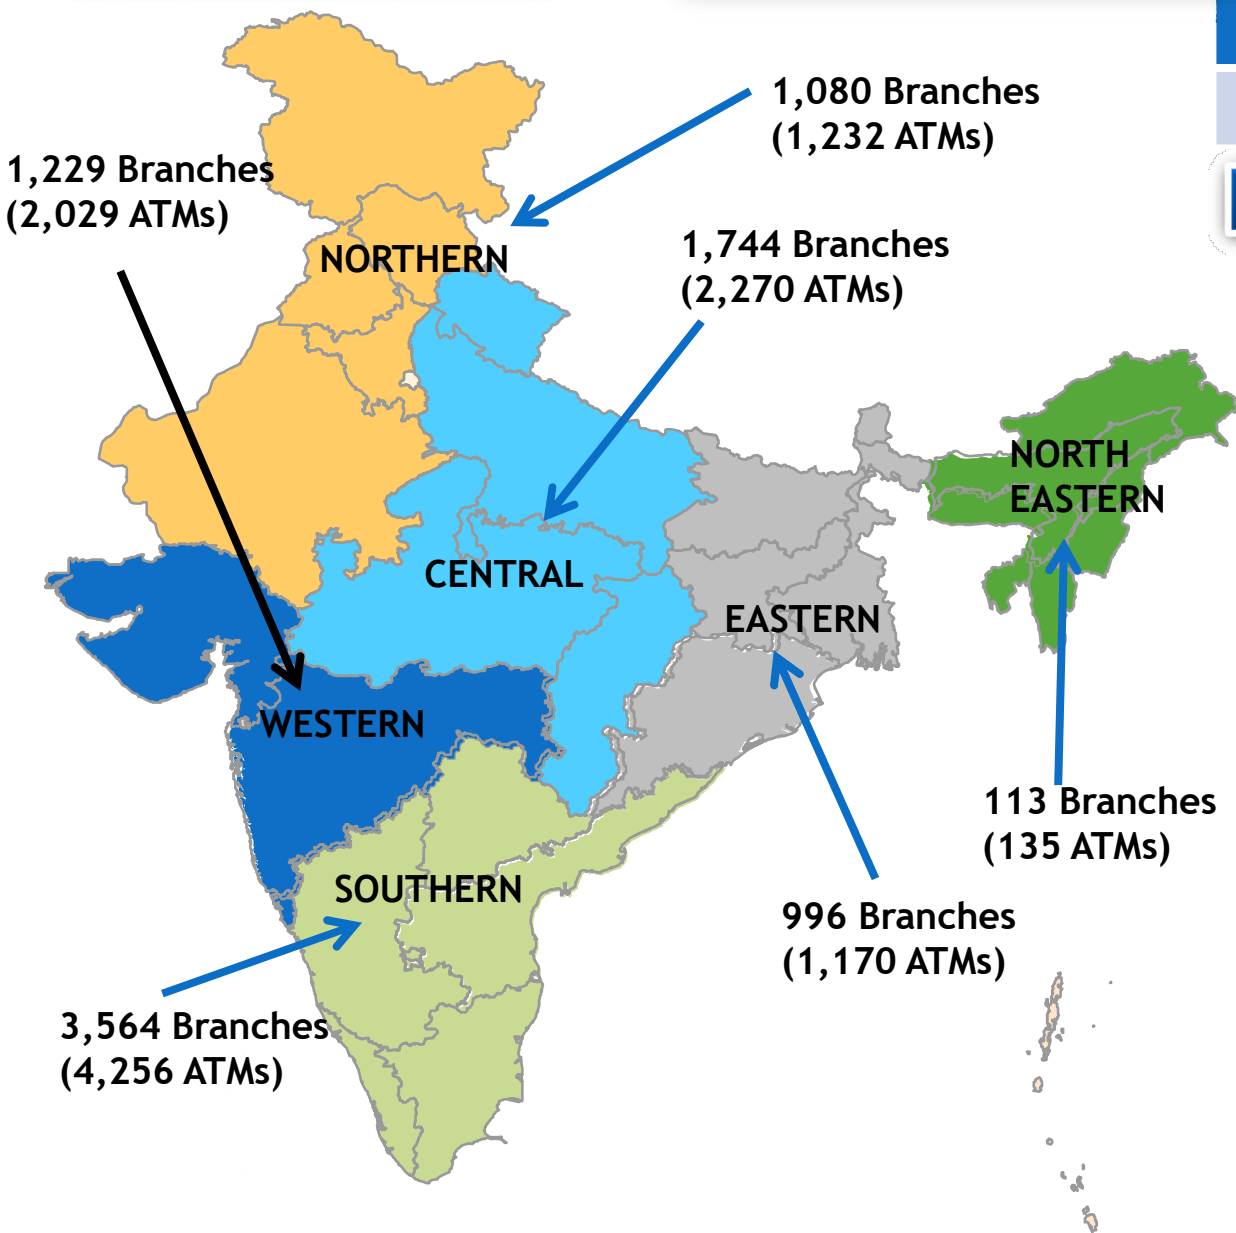 1,080 Branches
(1,232 ATMs)
1,229 Branches
(2,029 ATMs)
NORTHERN
1,744 Branches
(2,270 ATMs)
NORTH
EASTERN
CENTRAL
EASTERN
WESTERN
113 Branches
(135 ATMs)
SOUTHERN
996 Branches
(1,170 ATMs)
3,564 Branches
(4,256 ATMs)